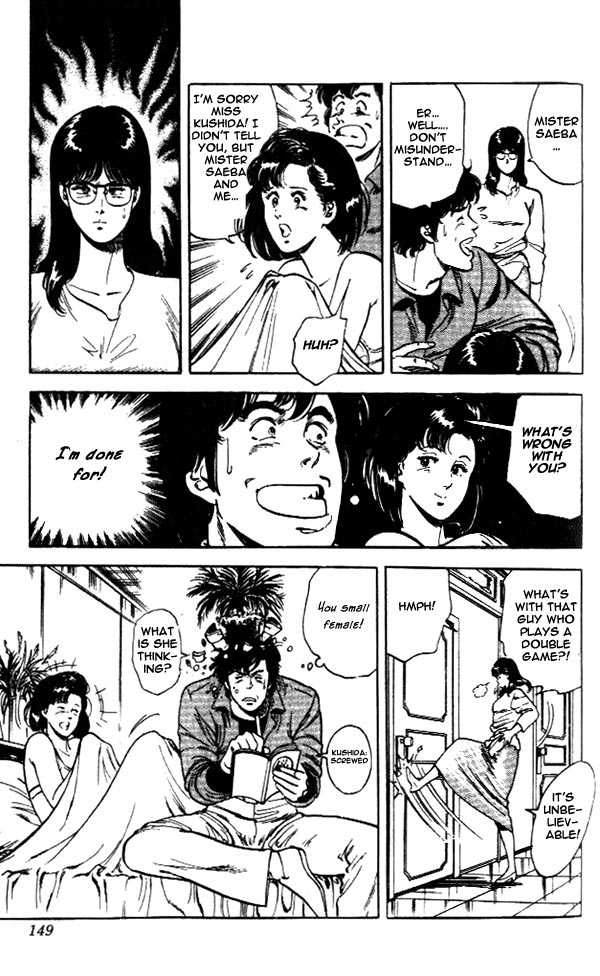 MISTER
SAEBA
...
ER...
WELL....
DON'T
MISUNDER-
STAND...
I'M SORRY
MISS
KUSHIDA! I
DIDN'T TELL
YOU, BUT
MISTER
SAEBA
AND
ME...
HUH?
WHAT'S
WRONG
WITH
YOU?
I'm done
for!
WHAT'S
WITH THAT
GUY WHO
PLAYS A
DOUBLE
GAME?!
HMPH!
IT'S
UNBE-
LIEV-
ABLE!
You small
female!
WHAT
IS SHE
THINK-
ING?
KUSHIDA:
SCREWED
149